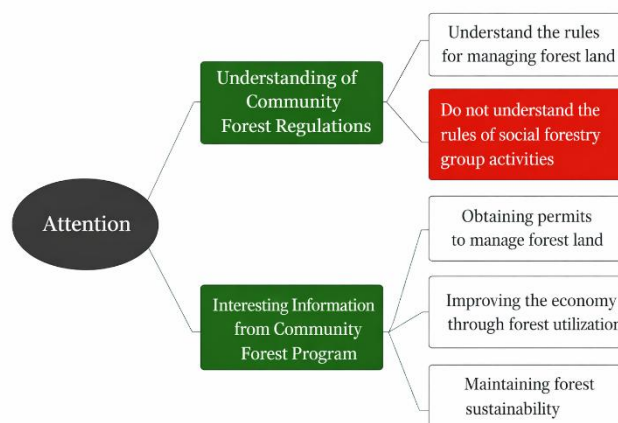 Attention
Understanding of
Community
Forest Regulations
Understand the rules
for managing forest land
Do not understand the
rules of social forestry
group activities
Interesting Information
from Community
Forest Program
Obtaining permits
to manage forest land
Improving the economy
through forest utilization
Maintaining forest
sustainability